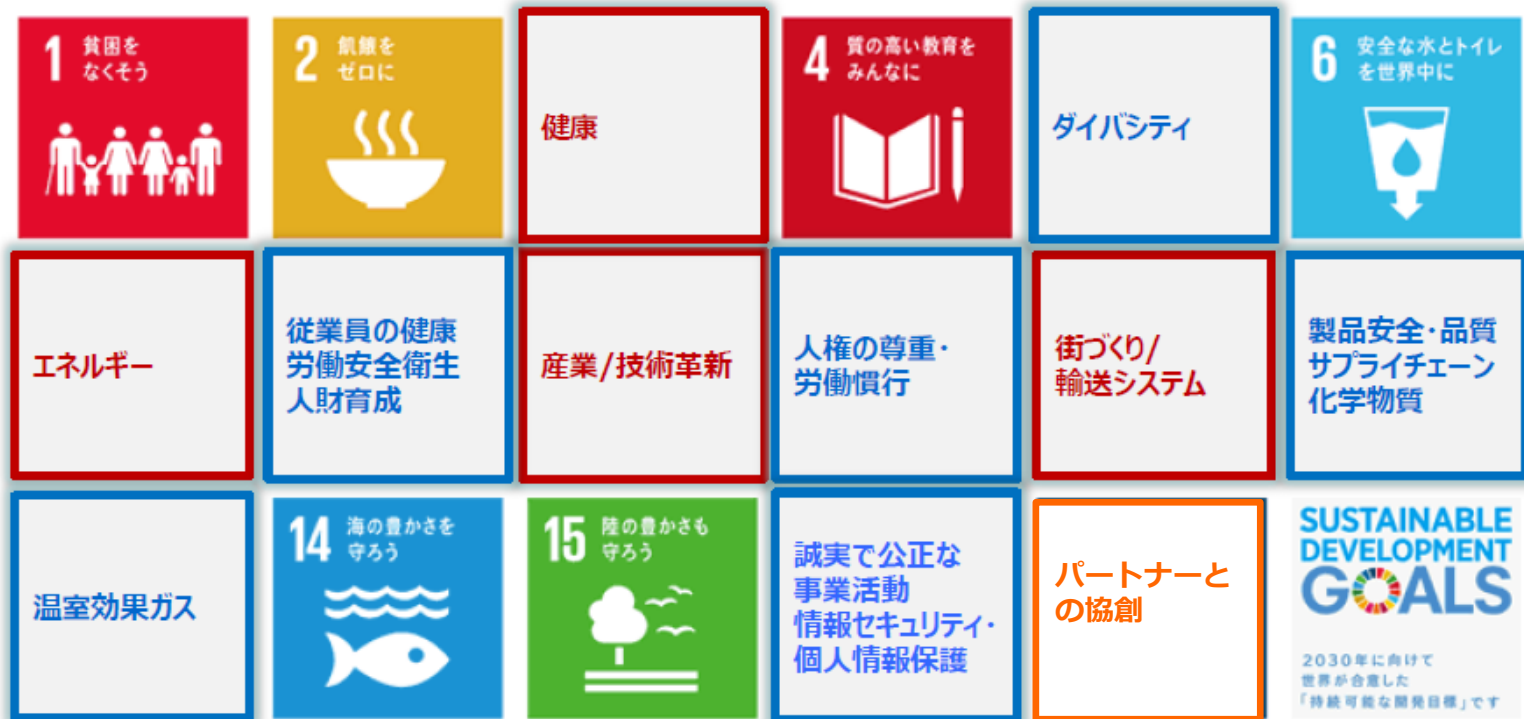 1 貧困を
なくそう
2 飢餓を
ゼロに
健康
4 質の高い教育を
みんなに
ダイバシティ
6 安全な水とトイレ
を世界中に
エネルギー
従業員の健康
労働安全衛生
人財育成
産業/技術革新
人権の尊重・
労働慣行
街づくり/
輸送システム
製品安全・品質
サプライチェーン
化学物質
温室効果ガス
14 海の豊かさを
守ろう
15 陸の豊かさも
守ろう
誠実で公正な
事業活動
情報セキュリティ・
個人情報保護
パートナーと
の協創
SUSTAINABLE
DEVELOPMENT
GOALS
2030年に向けて
世界が合意した
「持続可能な開発目標」です